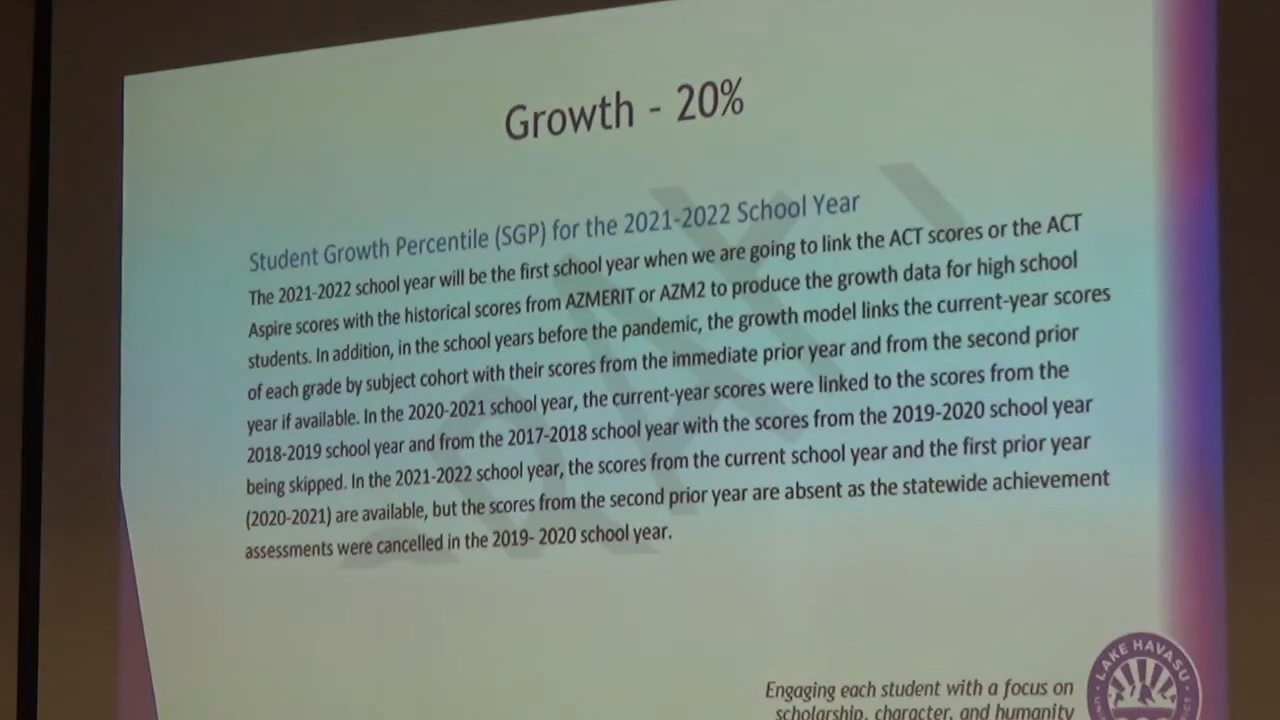 Growth - 20%
Student Growth Percentile (SGP) for the 2021-2022 School Year
The 2021-2022 school year will be the first school year when we are going to link the ACT scores or the ACT
Aspire scores with the historical scores from AZMERIT or AZM2 to produce the growth data for high school
students. In addition, in the school years before the pandemic, the growth model links the current-year scores
of each grade by subject cohort with their scores from the immediate prior year and from the second prior
year if available. In the 2020-2021 school year, the current-year scores were linked to the scores from the
2018-2019 school year and from the 2017-2018 school year with the scores from the 2019-2020 school year
being skipped. In the 2021-2022 school year, the scores from the current school year and the first prior year
(2020-2021) are available, but the scores from the second prior year are absent as the statewide achievement
assessments were cancelled in the 2019- 2020 school year.
Engaging each student with a focus on
scholarship, character, and humanity
LAKE HAVASU